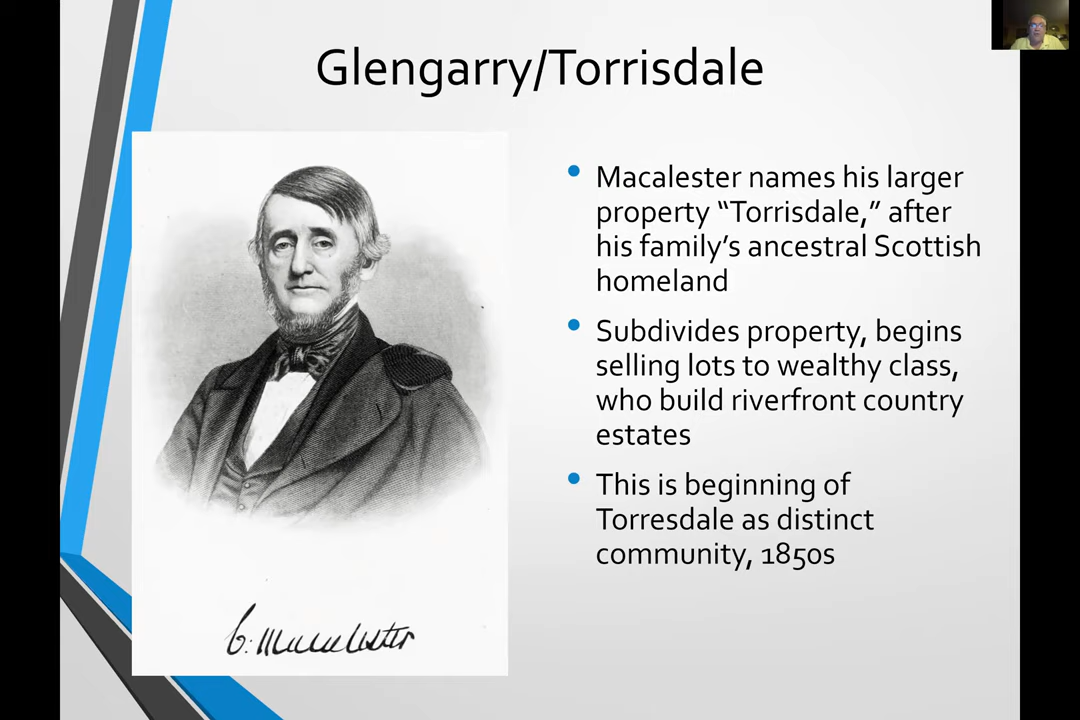 Glengarry/Torrisdale
• Macalester names his larger
property “Torrisdale,” after
his family’s ancestral Scottish
homeland
• Subdivides property, begins
selling lots to wealthy class,
who build riverfront country
estates
• This is beginning of
Torresdale as distinct
community, 1850s
C. Macalester